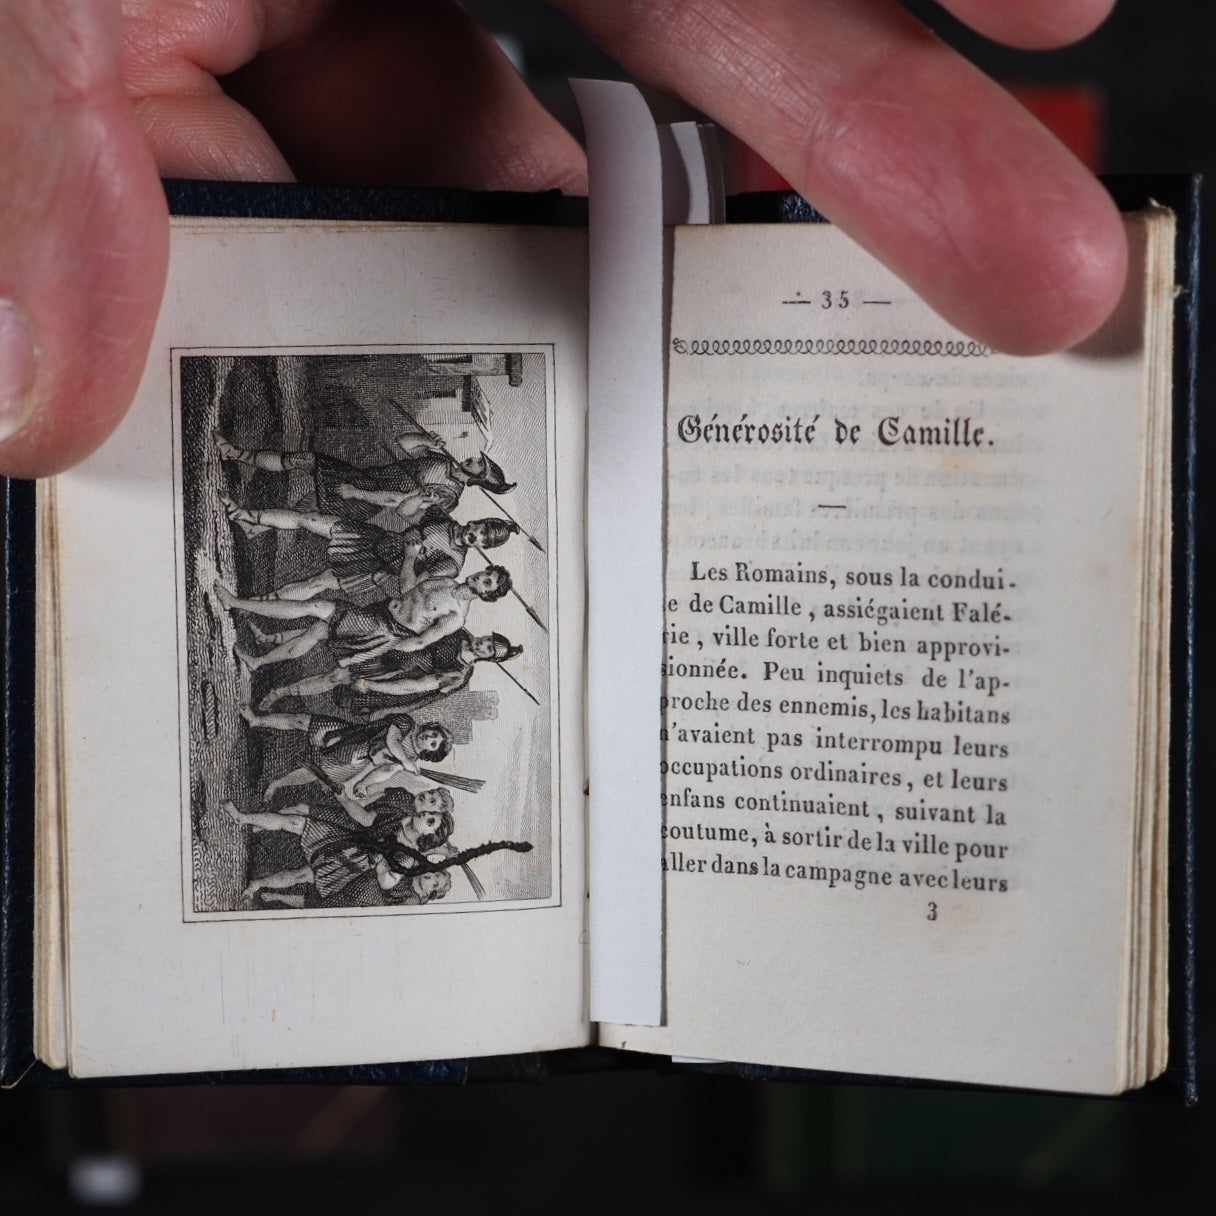 — 35 —
Générosité de Camille.
Les Romains, sous la condui-
e de Camille, assiégaient Falé-
rie, ville forte et bien approvi-
sionnée. Peu inquiets de l'ap-
proche des ennemis, les habitans
n'avaient pas interrompu leurs
occupations ordinaires, et leurs
enfans continuaient, suivant la
coutume, à sortir de la ville pour
aller dans la campagne avec leurs
3